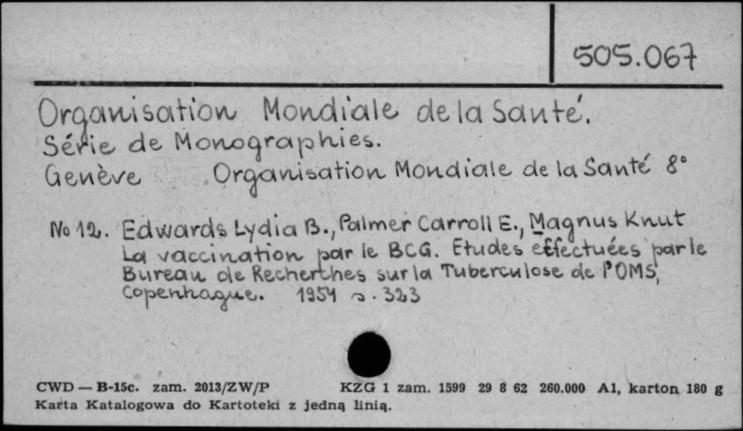 505.067
Organisation Mondiale de la Santé.
Série de Monographies.
Genève Organisation Mondiale de la Santé 8°
No 12. Edwards Lydia B., Palmer Carroll E., Magnus Knut
La vaccination par le BCG. Etudes effectuées par le
Bureau de Recherches sur la Tuberculose de l'OMS,
Copenhague. 1954 s. 323
CWD — B-15c. zam. 2013/ZW/P KZG 1 zam. 1599 29 8 62 260.000 A1, karton 180 g
Karta Katalogowa do Kartoteki z jedną linią.